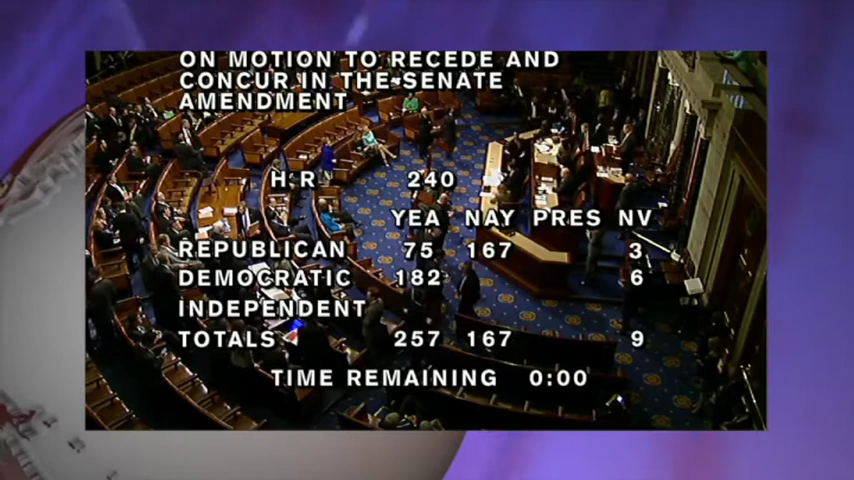 ON MOTION TO RECEDE AND
CONCUR IN THE SENATE
AMENDMENT
H R 240
YEA NAY PRES NV
REPUBLICAN 75 167 3
DEMOCRATIC 182 6
INDEPENDENT
TOTALS 257 167 9
TIME REMAINING 0:00